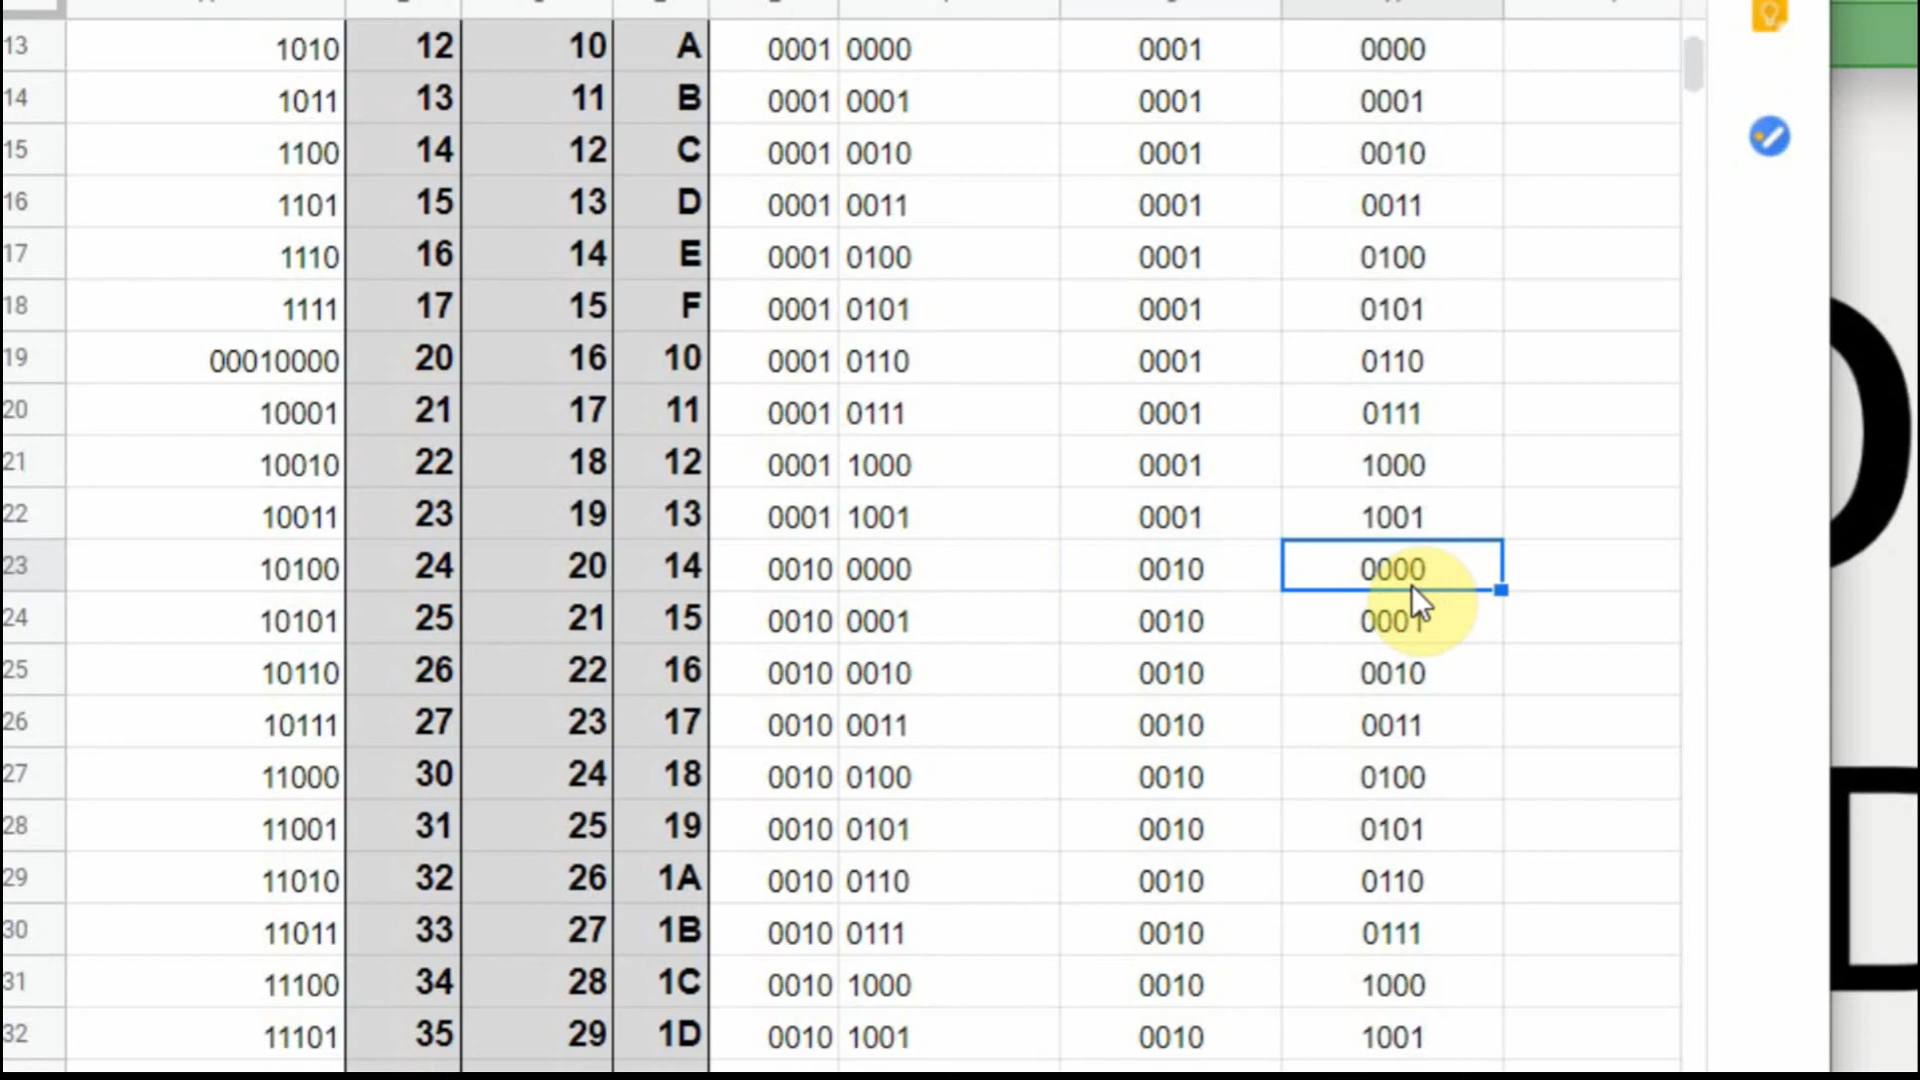 13 1010 12 10 A 0001 0000 0001 0000
14 1011 13 11 B 0001 0001 0001 0001
15 1100 14 12 C 0001 0010 0001 0010
16 1101 15 13 D 0001 0011 0001 0011
17 1110 16 14 E 0001 0100 0001 0100
18 1111 17 15 F 0001 0101 0001 0101
19 00010000 20 16 10 0001 0110 0001 0110
20 10001 21 17 11 0001 0111 0001 0111
21 10010 22 18 12 0001 1000 0001 1000
22 10011 23 19 13 0001 1001 0001 1001
23 10100 24 20 14 0010 0000 0010 0000
24 10101 25 21 15 0010 0001 0010 0001
25 10110 26 22 16 0010 0010 0010 0010
26 10111 27 23 17 0010 0011 0010 0011
27 11000 30 24 18 0010 0100 0010 0100
28 11001 31 25 19 0010 0101 0010 0101
29 11010 32 26 1A 0010 0110 0010 0110
30 11011 33 27 1B 0010 0111 0010 0111
31 11100 34 28 1C 0010 1000 0010 1000
32 11101 35 29 1D 0010 1001 0010 1001